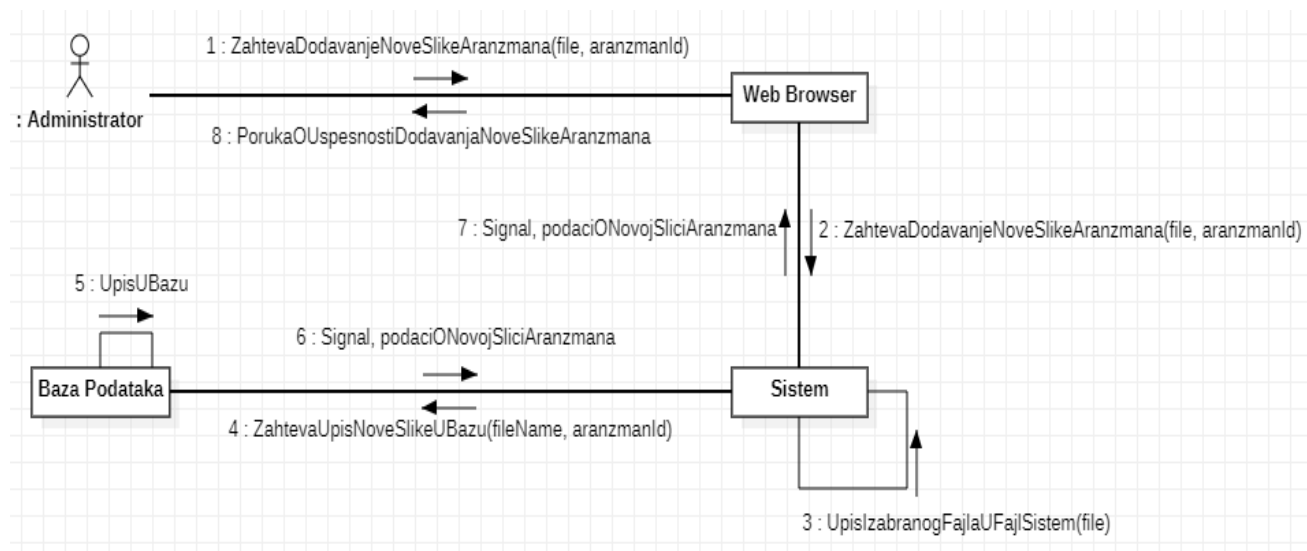 1 : ZahtevaDodavanjeNoveSlikeAranzmana(file, aranzmanId)
: Administrator
Web Browser
8 : PorukaOUspesnostiDodavanjaNoveSlikeAranzmana
7 : Signal, podaciONovojSliciAranzmana
2 : ZahtevaDodavanjeNoveSlikeAranzmana(file, aranzmanId)
5 : UpisUBazu
6 : Signal, podaciONovojSliciAranzmana
Baza Podataka
Sistem
4 : ZahtevaUpisNoveSlikeUBazu(fileName, aranzmanId)
3 : UpisIzabranogFajlaUFajlSistem(file)